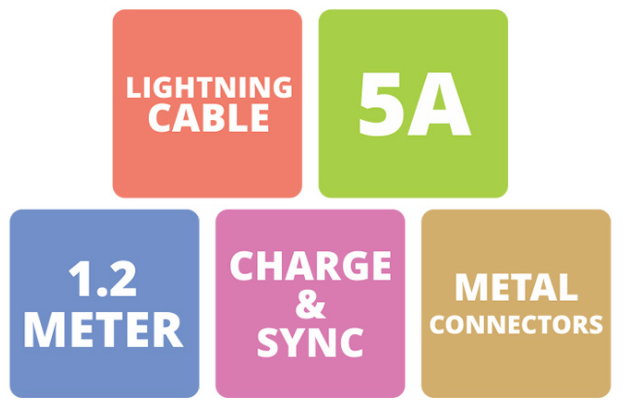 LIGHTNING
CABLE
5A
1.2
METER
CHARGE
&
SYNC
METAL
CONNECTORS